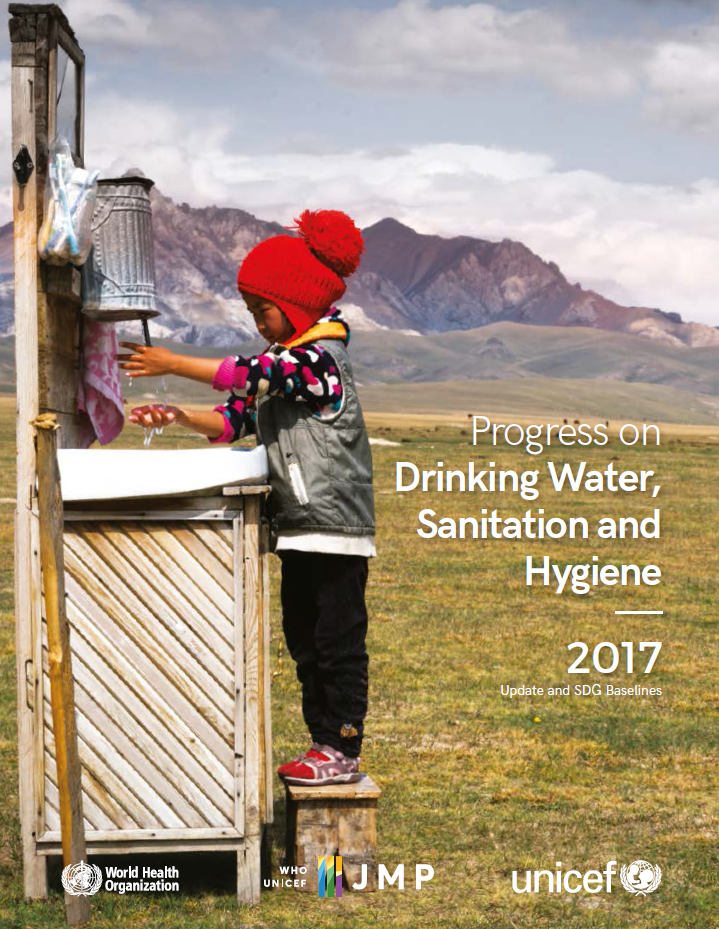 Progress on
Drinking Water,
Sanitation and
Hygiene
2017
Update and SDG Baselines
World Health
Organization
WHO
UNICEF
JMP
unicef